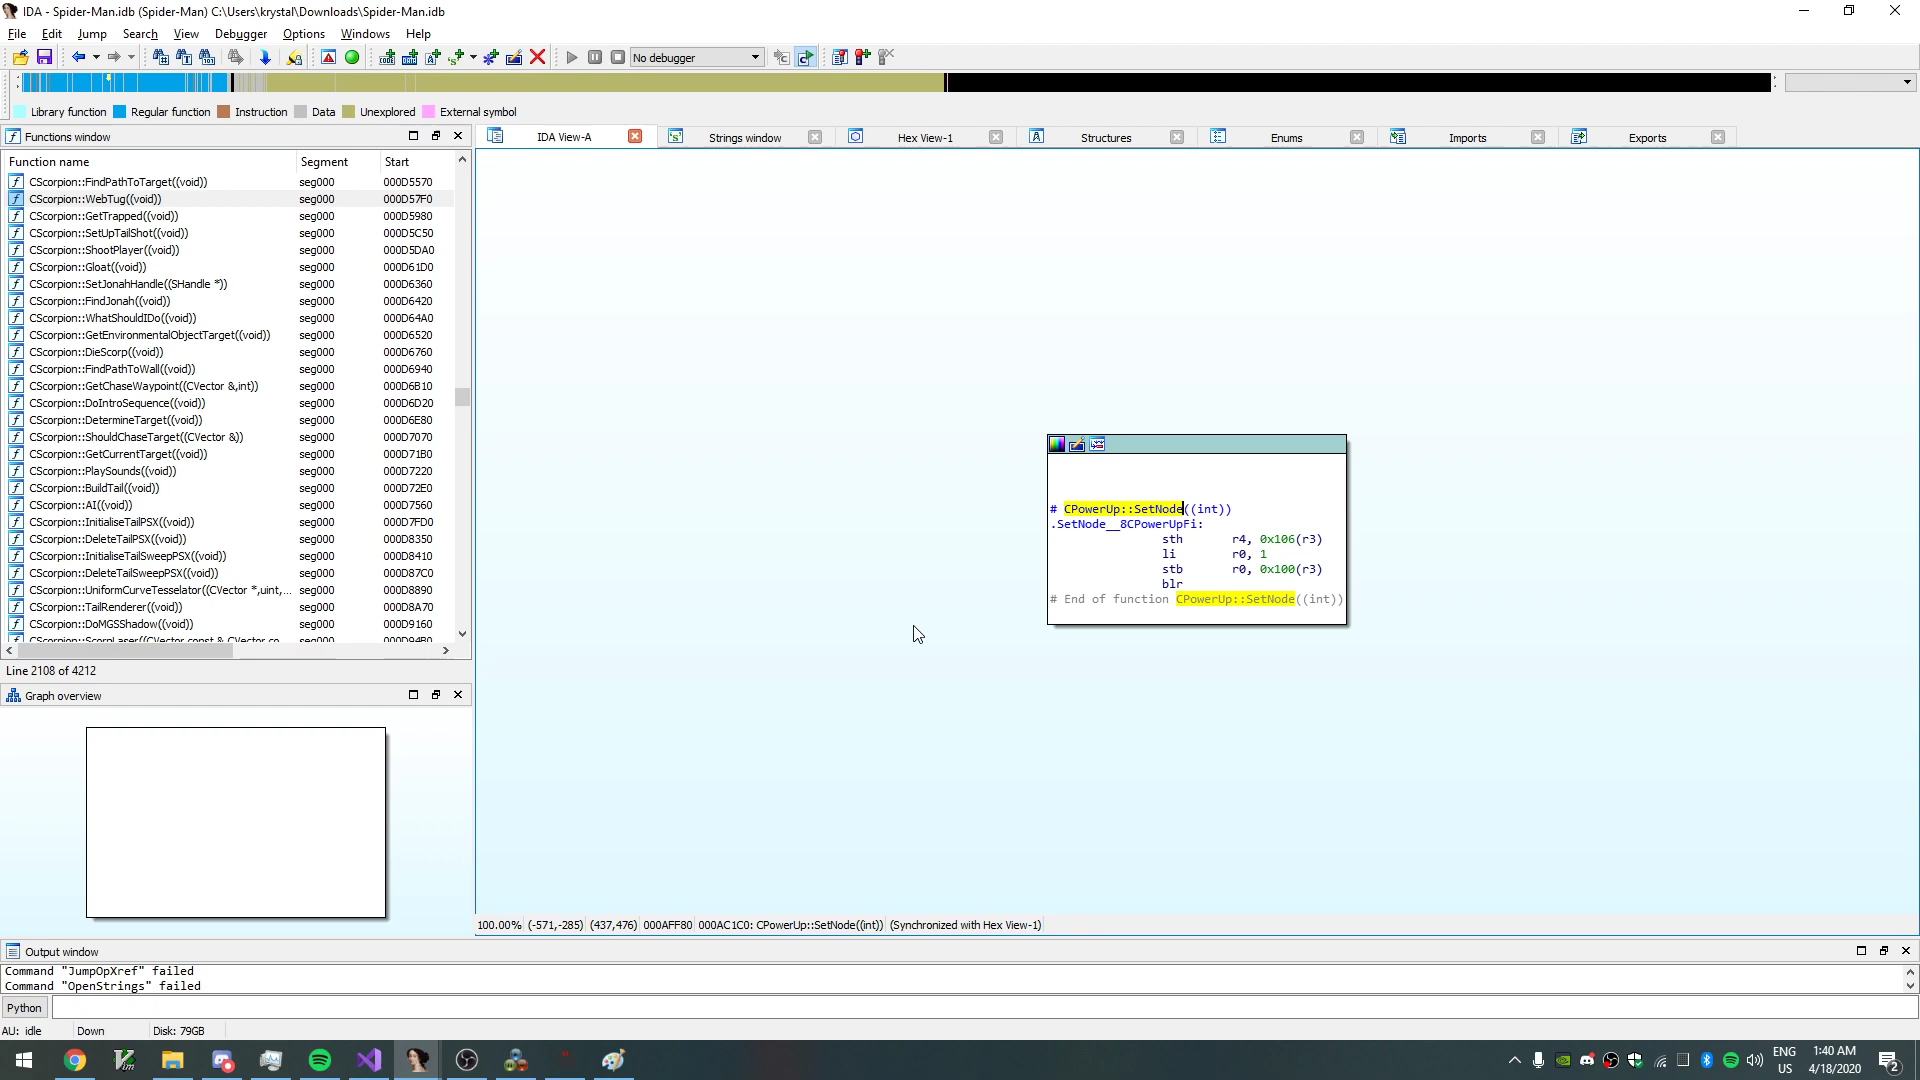 IDA - Spider-Man.idb (Spider-Man) C:\Users\krystal\Downloads\Spider-Man.idb
File Edit Jump Search View Debugger Options Windows Help
No debugger
Library function Regular function Instruction Data Unexplored External symbol
Functions window
IDA View-A Strings window Hex View-1 Structures Enums Imports Exports
Function name Segment Start
CScorpion::FindPathToTarget((void)) seg000 000D5570
CScorpion::WebTug((void)) seg000 000D57F0
CScorpion::GetTrapped((void)) seg000 000D5980
CScorpion::SetUpTailShot((void)) seg000 000D5C50
CScorpion::ShootPlayer((void)) seg000 000D5DA0
CScorpion::Gloat((void)) seg000 000D61D0
CScorpion::SetJonahHandle((SHandle *)) seg000 000D6360
CScorpion::FindJonah((void)) seg000 000D6420
CScorpion::WhatShouldIDo((void)) seg000 000D64A0
CScorpion::GetEnvironmentalObjectTarget((void)) seg000 000D6520
CScorpion::DieScorp((void)) seg000 000D6760
CScorpion::FindPathToWall((void)) seg000 000D6940
CScorpion::GetChaseWaypoint((CVector &,int)) seg000 000D6B10
CScorpion::DoIntroSequence((void)) seg000 000D6D20
CScorpion::DetermineTarget((void)) seg000 000D6E80
CScorpion::ShouldChaseTarget((CVector &)) seg000 000D7070
CScorpion::GetCurrentTarget((void)) seg000 000D71B0
CScorpion::PlaySounds((void)) seg000 000D7220
CScorpion::BuildTail((void)) seg000 000D72E0
CScorpion::AI((void)) seg000 000D7560
CScorpion::InitialiseTailPSX((void)) seg000 000D7FD0
CScorpion::DeleteTailPSX((void)) seg000 000D8350
CScorpion::InitialiseTailSweepPSX((void)) seg000 000D8410
CScorpion::DeleteTailSweepPSX((void)) seg000 000D87C0
CScorpion::UniformCurveTesselator((CVector *,uint,... seg000 000D8890
CScorpion::TailRenderer((void)) seg000 000D8A70
CScorpion::DoMGSShadow((void)) seg000 000D9160
CScorpion::ScorpLaser((CVector const & CVector co seg000 000D94B0
Line 2108 of 4212
Graph overview
# CPowerUp::SetNode((int))
.SetNode__8CPowerUpFi:
sth r4, 0x106(r3)
li r0, 1
stb r0, 0x100(r3)
blr
# End of function CPowerUp::SetNode((int))
100.00% (-571,-285) (437,476) 000AFF80 000AC1C0: CPowerUp::SetNode((int)) (Synchronized with Hex View-1)
Output window
Command "JumpOpXref" failed
Command "OpenStrings" failed
Python
AU: idle Down Disk: 79GB
ENG
US
1:40 AM
4/18/2020
2